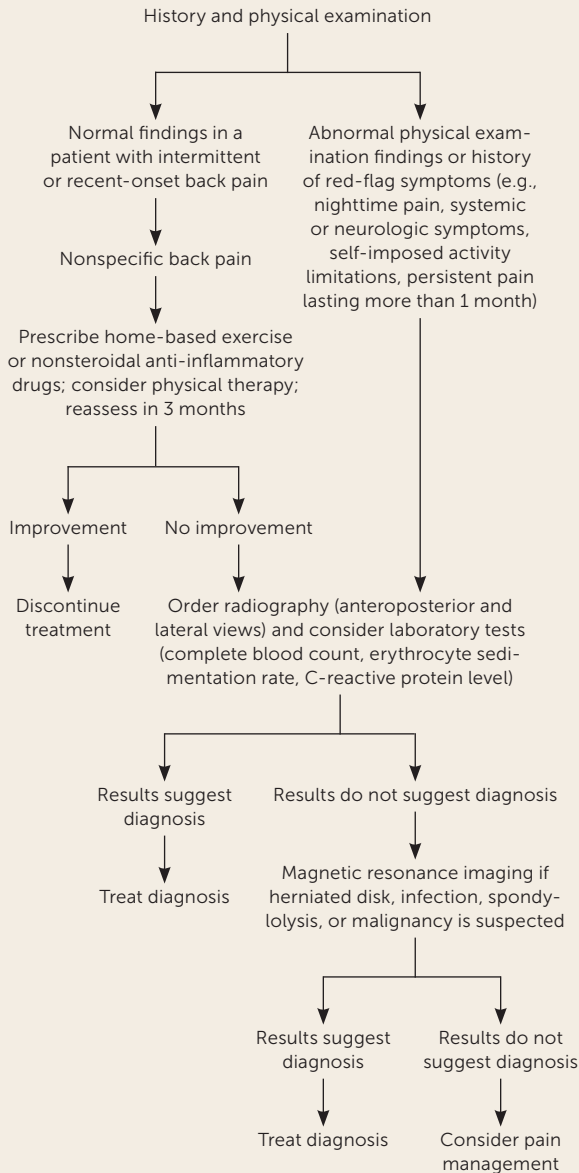 History and physical examination
Normal findings in a
patient with intermittent
or recent-onset back pain
Abnormal physical exam-
ination findings or history
of red-flag symptoms (e.g.,
nighttime pain, systemic
or neurologic symptoms,
self-imposed activity
limitations, persistent pain
lasting more than 1 month)
Nonspecific back pain
Prescribe home-based exercise
or nonsteroidal anti-inflammatory
drugs; consider physical therapy;
reassess in 3 months
Improvement
No improvement
Discontinue
treatment
Order radiography (anteroposterior and
lateral views) and consider laboratory tests
(complete blood count, erythrocyte sedi-
mentation rate, C-reactive protein level)
Results suggest
diagnosis
Results do not suggest diagnosis
Treat diagnosis
Magnetic resonance imaging if
herniated disk, infection, spondy-
lolysis, or malignancy is suspected
Results suggest
diagnosis
Results do not
suggest diagnosis
Treat diagnosis
Consider pain
management